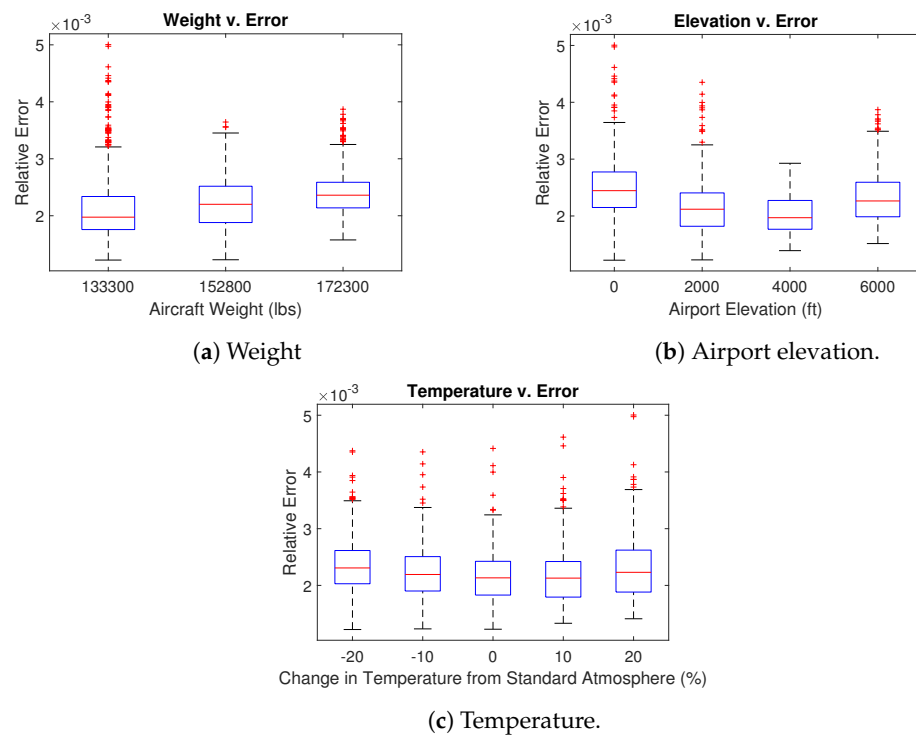 Weight v. Error
×10⁻³
5
4
3
2
Relative Error
133300 152800 172300
Aircraft Weight (lbs)
(a) Weight
Elevation v. Error
×10⁻³
5
4
3
2
Relative Error
0 2000 4000 6000
Airport Elevation (ft)
(b) Airport elevation.
Temperature v. Error
×10⁻³
5
4
3
2
Relative Error
-20 -10 0 10 20
Change in Temperature from Standard Atmosphere (%)
(c) Temperature.